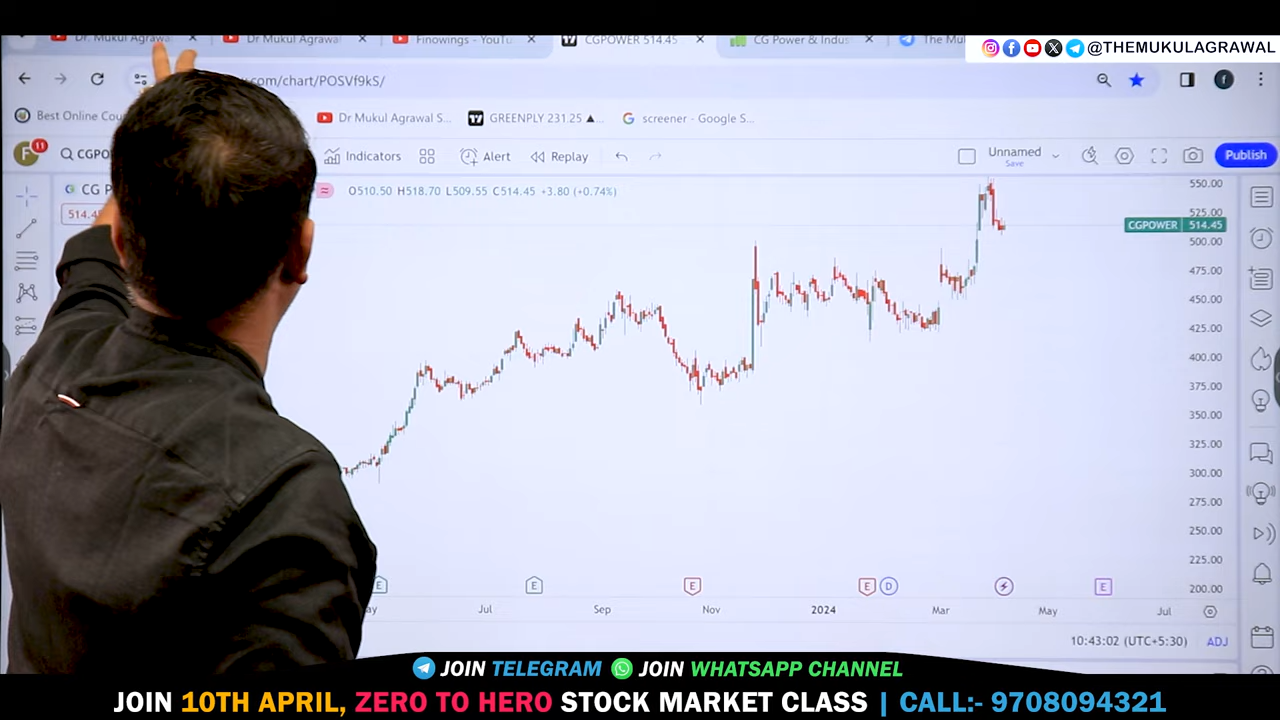 Dr. Mukul Agrawa
Dr Mukul Agrawal
Finowings - YouTu
CGPOWER 514.45
CG Power & Indus
The Mu
@THEMUKULAGRAWAL
.com/chart/POSVf9kS/
Best Online Cou
Dr Mukul Agrawal S...
GREENPLY 231.25 ▲...
screener - Google S...
F
11
CGPO
Indicators
Alert
Replay
Unnamed
Save
Publish
CG P
O510.50 H518.70 L509.55 C514.45 +3.80 (+0.74%)
514.4
550.00
525.00
CGPOWER 514.45
500.00
475.00
450.00
425.00
400.00
375.00
350.00
325.00
300.00
275.00
250.00
225.00
200.00
E E E E D E
ay Jul Sep Nov 2024 Mar May Jul
10:43:02 (UTC+5:30) ADJ
JOIN TELEGRAM JOIN WHATSAPP CHANNEL
JOIN 10TH APRIL, ZERO TO HERO STOCK MARKET CLASS | CALL:- 9708094321